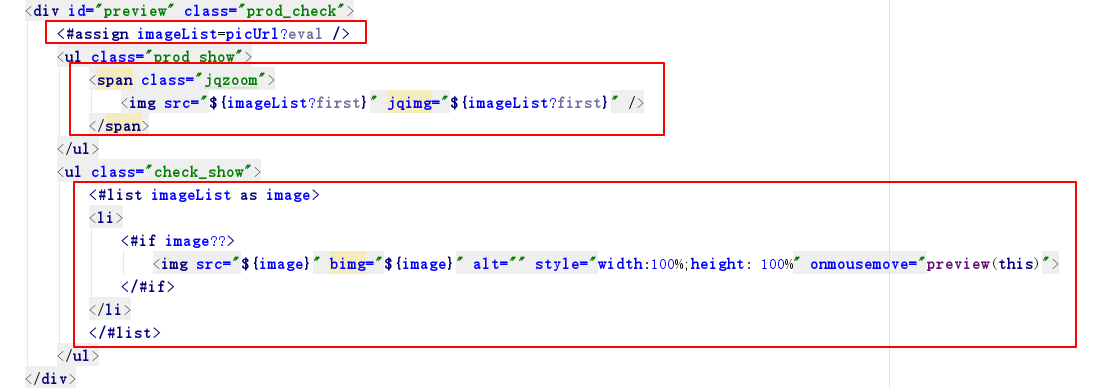 <div id="preview" class="prod_check">
<#assign imageList=picUrl?eval />
<ul class="prod_show">
<span class="jqzoom">
<img src="${imageList?first}" jqimg="${imageList?first}" />
</span>
</ul>
<ul class="check_show">
<#list imageList as image>
<li>
<#if image??>
<img src="${image}" bimg="${image}" alt="" style="width:100%;height: 100%" onmousemove="preview(this)">
</#if>
</li>
</#list>
</ul>
</div>